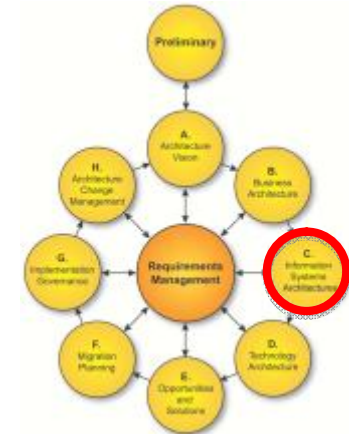 Preliminary
A.
Architecture
Vision
H.
Architecture
Change
Management
B.
Business
Architecture
G.
Implementation
Governance
Requirements
Management
C.
Information
Systems
Architectures
F.
Migration
Planning
D.
Technology
Architecture
E.
Opportunities
and
Solutions